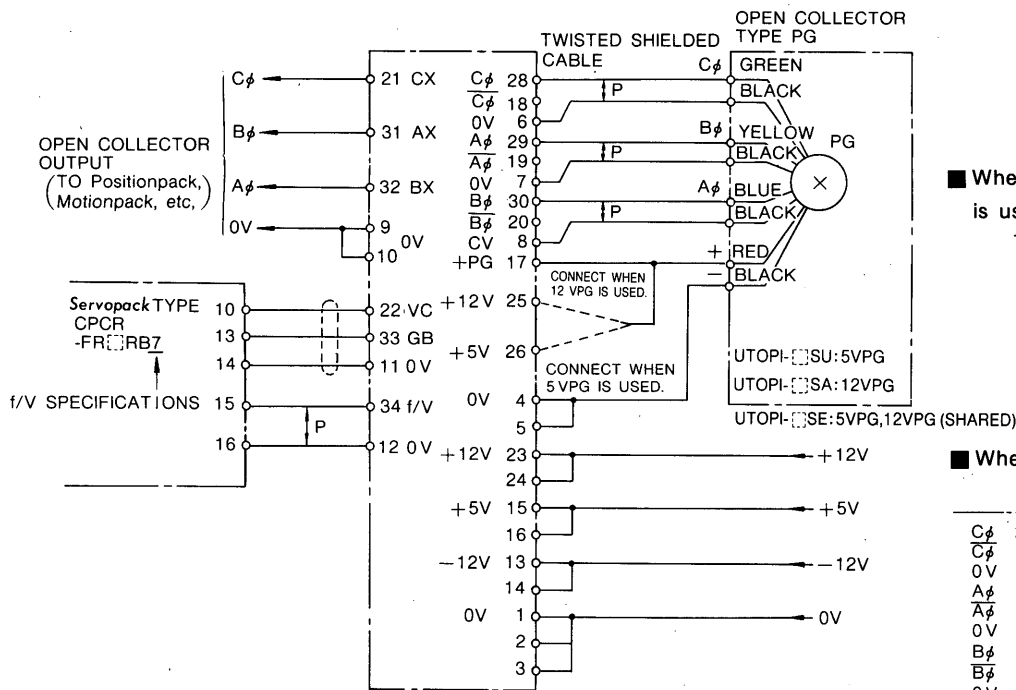 OPEN COLLECTOR
TYPE PG
TWISTED SHIELDED
CABLE
Cφ
21 CX
Cφ 28
Cφ GREEN
P
BLACK
C̅φ̅ 18
0V 6
Bφ
31 AX
Aφ 29
Bφ YELLOW
P
BLACK
PG
A̅φ̅ 19
OPEN COLLECTOR
OUTPUT
(TO Positionpack,
Motionpack, etc,)
0V 7
Aφ
32 BX
Bφ 30
Aφ BLUE
P
BLACK
B̅φ̅ 20
0V
9
10
0V
CV 8
+PG 17
+ RED
− BLACK
CONNECT WHEN
12 VPG IS USED.
Servopack TYPE
CPCR
-FR□RB7
f/V SPECIFICATIONS
10
22 VC
+12V 25
13
33 GB
14
11 0V
+5V 26
CONNECT WHEN
5 VPG IS USED.
15
34 f/V
0V 4
5
P
16
12 0V
UTOPI-□SU:5VPG
UTOPI-□SA:12VPG
UTOPI-□SE:5VPG,12VPG (SHARED)
+12V 23
24
+12V
+5V 15
16
+5V
−12V 13
14
−12V
0V 1
2
3
0V
■ Whe
is us
■ Whe
Cφ
C̅φ̅
0V
Aφ
A̅φ̅
0V
Bφ
B̅φ̅